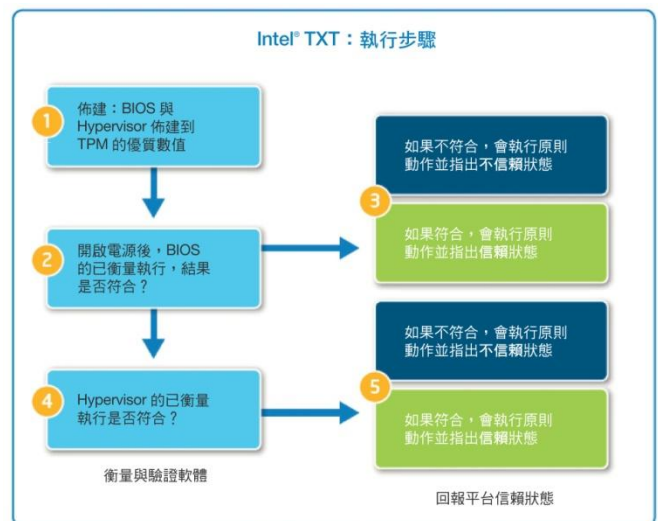 Intel® TXT：執行步驟
1
佈建：BIOS 與
Hypervisor 佈建到
TPM 的優質數值
2
開啟電源後，BIOS
的已衡量執行，結果
是否符合？
3
如果不符合，會執行原則
動作並指出不信賴狀態
如果符合，會執行原則
動作並指出信賴狀態
4
Hypervisor 的已衡量
執行是否符合？
5
如果不符合，會執行原則
動作並指出不信賴狀態
如果符合，會執行原則
動作並指出信賴狀態
衡量與驗證軟體
回報平台信賴狀態